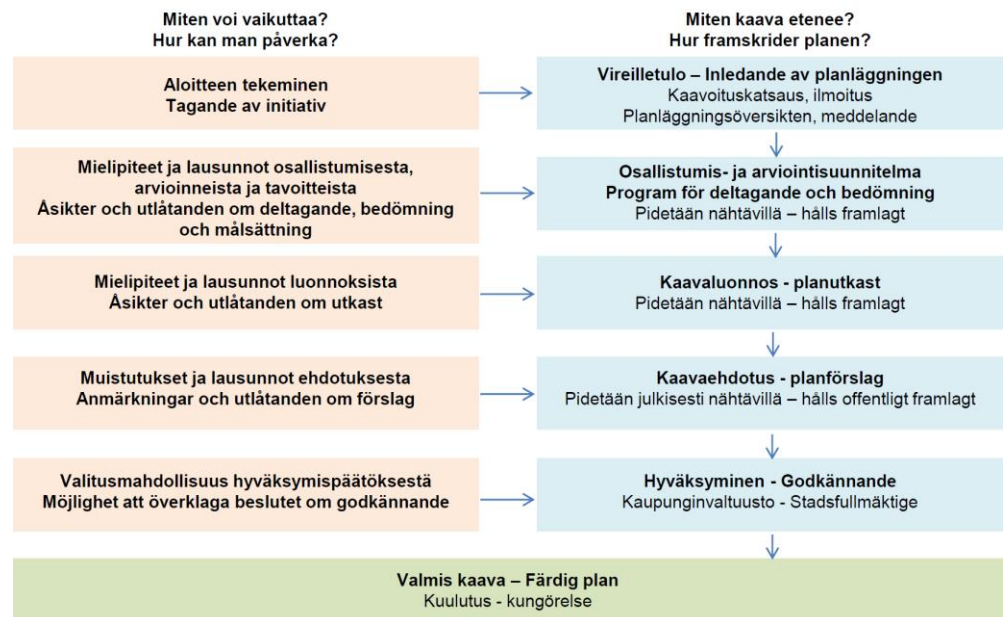 Miten voi vaikuttaa?
Hur kan man påverka?
Miten kaava etenee?
Hur framskrider planen?
Aloitteen tekeminen
Tagande av initiativ
Vireilletulo – Inledande av planläggningen
Kaavoituskatsaus, ilmoitus
Planläggningsöversikten, meddelande
Mielipiteet ja lausunnot osallistumisesta,
arvioinneista ja tavoitteista
Åsikter och utlåtanden om deltagande, bedömning
och målsättning
Osallistumis- ja arviointisuunnitelma
Program för deltagande och bedömning
Pidetään nähtävillä – hålls framlagt
Mielipiteet ja lausunnot luonnoksista
Åsikter och utlåtanden om utkast
Kaavaluonnos - planutkast
Pidetään nähtävillä – hålls framlagt
Muistutukset ja lausunnot ehdotuksesta
Anmärkningar och utlåtanden om förslag
Kaavaehdotus - planförslag
Pidetään julkisesti nähtävillä – hålls offentligt framlagt
Valitusmahdollisuus hyväksymispäätöksestä
Möjlighet att överklaga beslutet om godkännande
Hyväksyminen - Godkännande
Kaupunginvaltuusto - Stadsfullmäktige
Valmis kaava – Färdig plan
Kuulutus - kungörelse